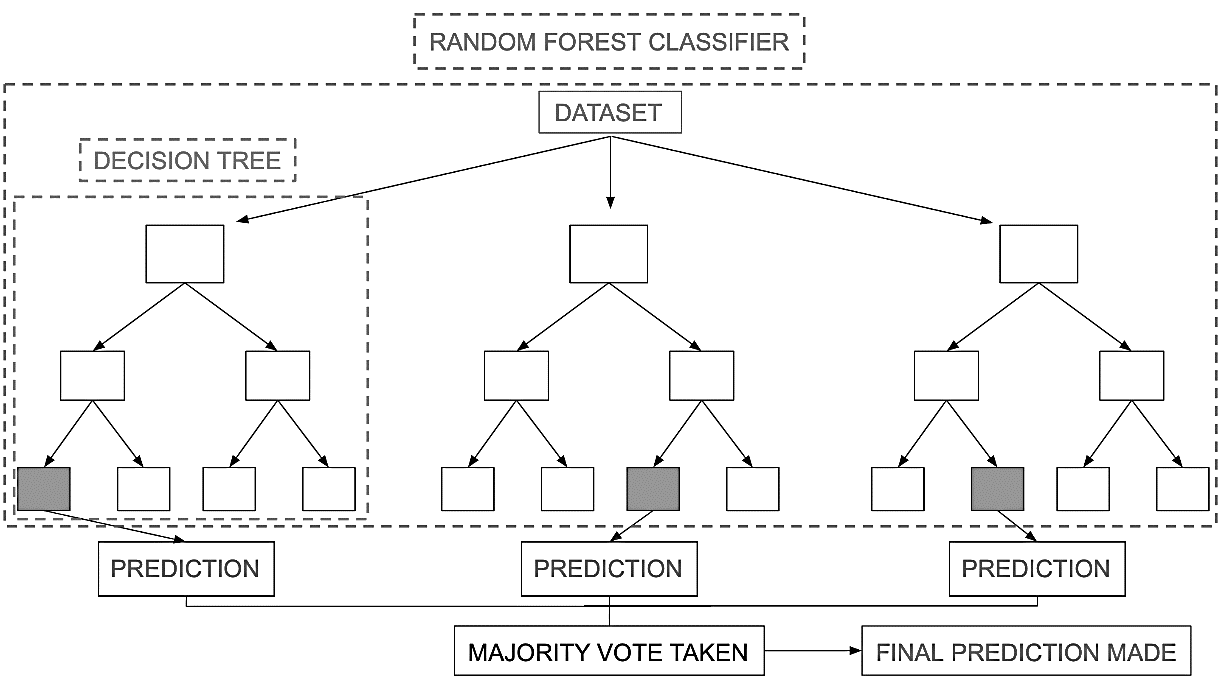 RANDOM FOREST CLASSIFIER
DATASET
DECISION TREE
PREDICTION
PREDICTION
PREDICTION
MAJORITY VOTE TAKEN
FINAL PREDICTION MADE